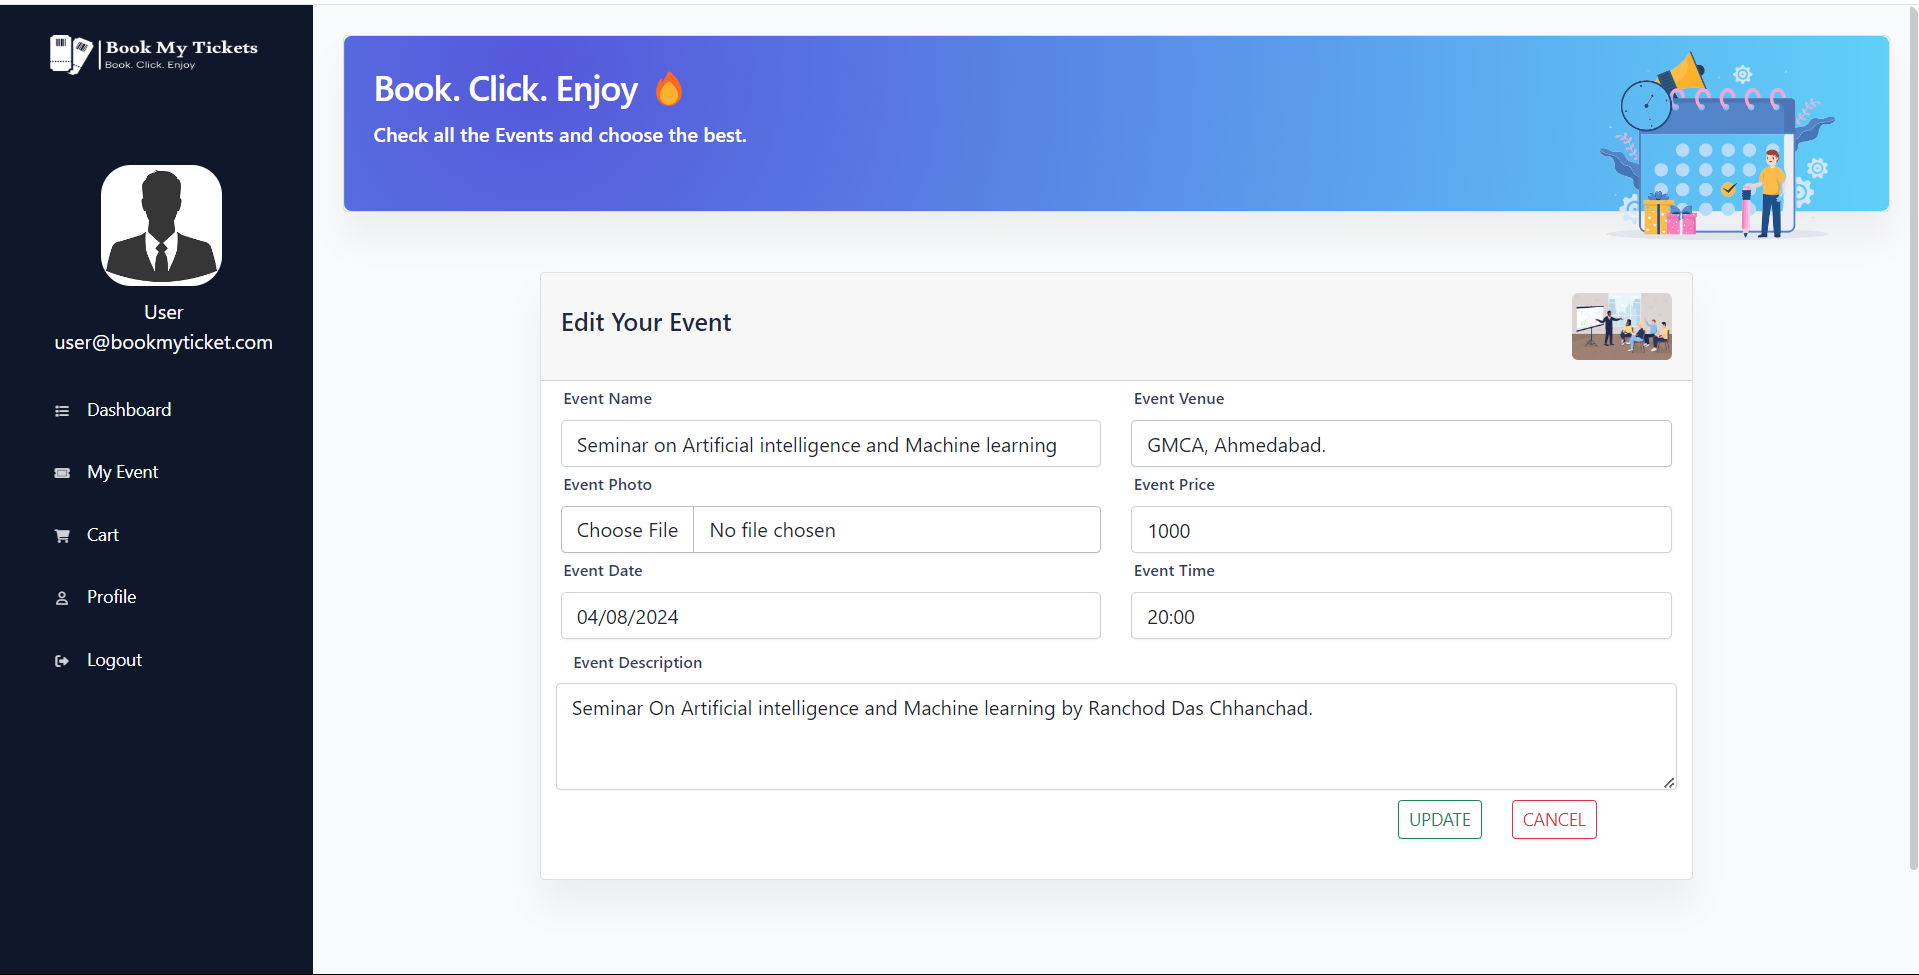 Book My Tickets
Book. Click. Enjoy
User
user@bookmyticket.com
Dashboard
My Event
Cart
Profile
Logout
Book. Click. Enjoy 🔥
Check all the Events and choose the best.
Edit Your Event
Event Name
Event Venue
Seminar on Artificial intelligence and Machine learning
GMCA, Ahmedabad.
Event Photo
Event Price
Choose File No file chosen
1000
Event Date
Event Time
04/08/2024
20:00
Event Description
Seminar On Artificial intelligence and Machine learning by Ranchod Das Chhanchad.
UPDATE
CANCEL